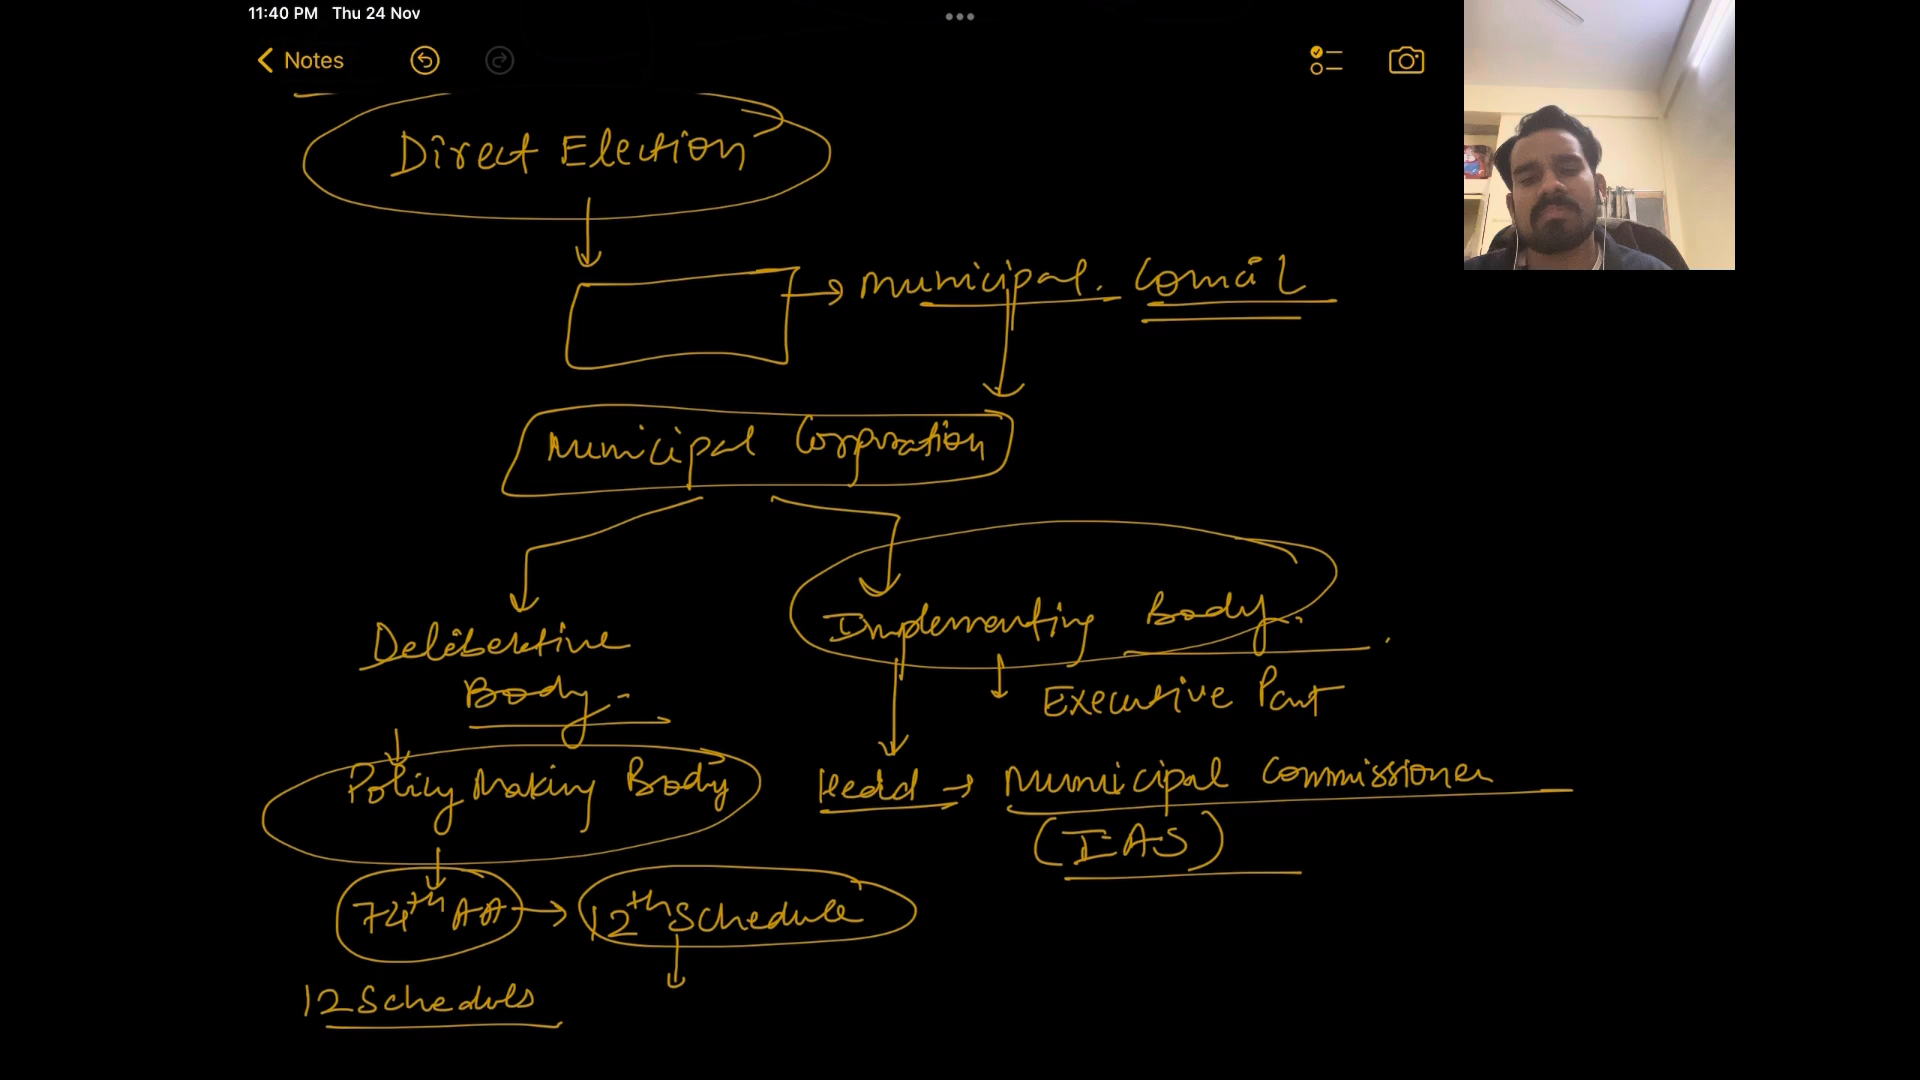 11:40 PM Thu 24 Nov
Notes
Direct Election
Municipal. Council
Municipal Corporation
Deliberative Body
Implementing Body
Executive Part
Policy Making Body
Head → Municipal Commissioner
(IAS)
74th AA → 12th Schedule
12 Scheduls